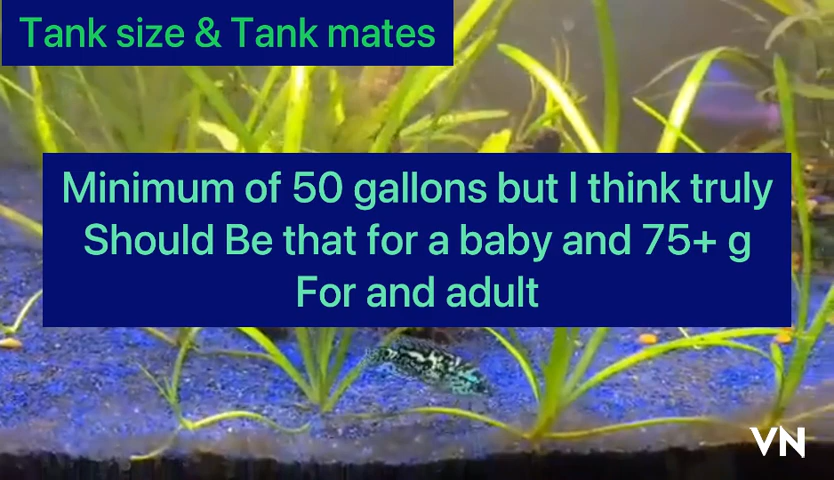 Tank size & Tank mates
Minimum of 50 gallons but I think truly
Should Be that for a baby and 75+ g
For and adult
VN